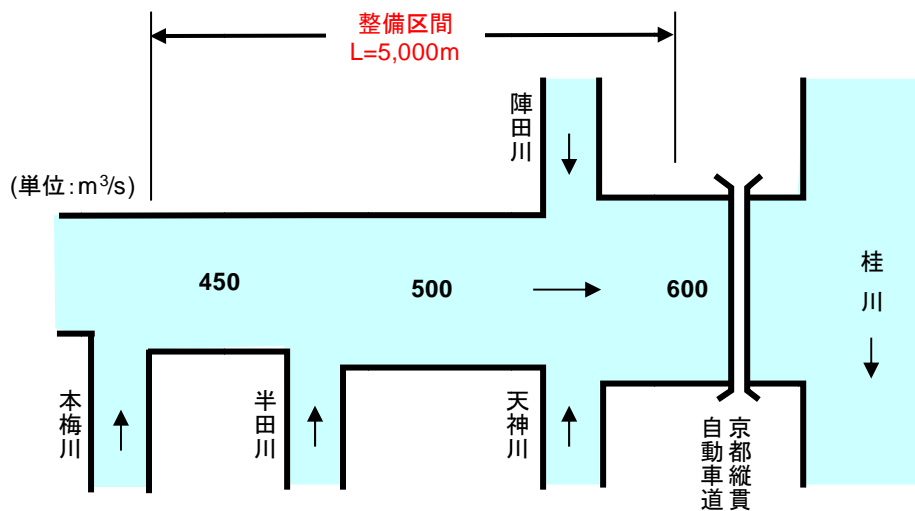 整備区間
L=5,000m
陣田川
(単位:m³/s)
450
500
600
桂川
本梅川
半田川
天神川
京都縦貫
自動車道